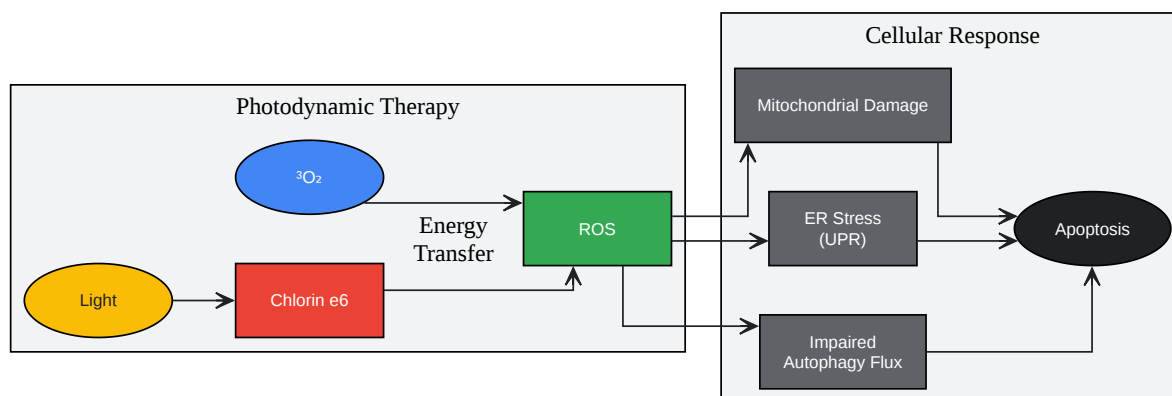 Cellular Response
Photodynamic Therapy
Mitochondrial Damage
³O₂
Energy
Transfer
ROS
ER Stress
(UPR)
Apoptosis
Light
Chlorin e6
Impaired
Autophagy Flux